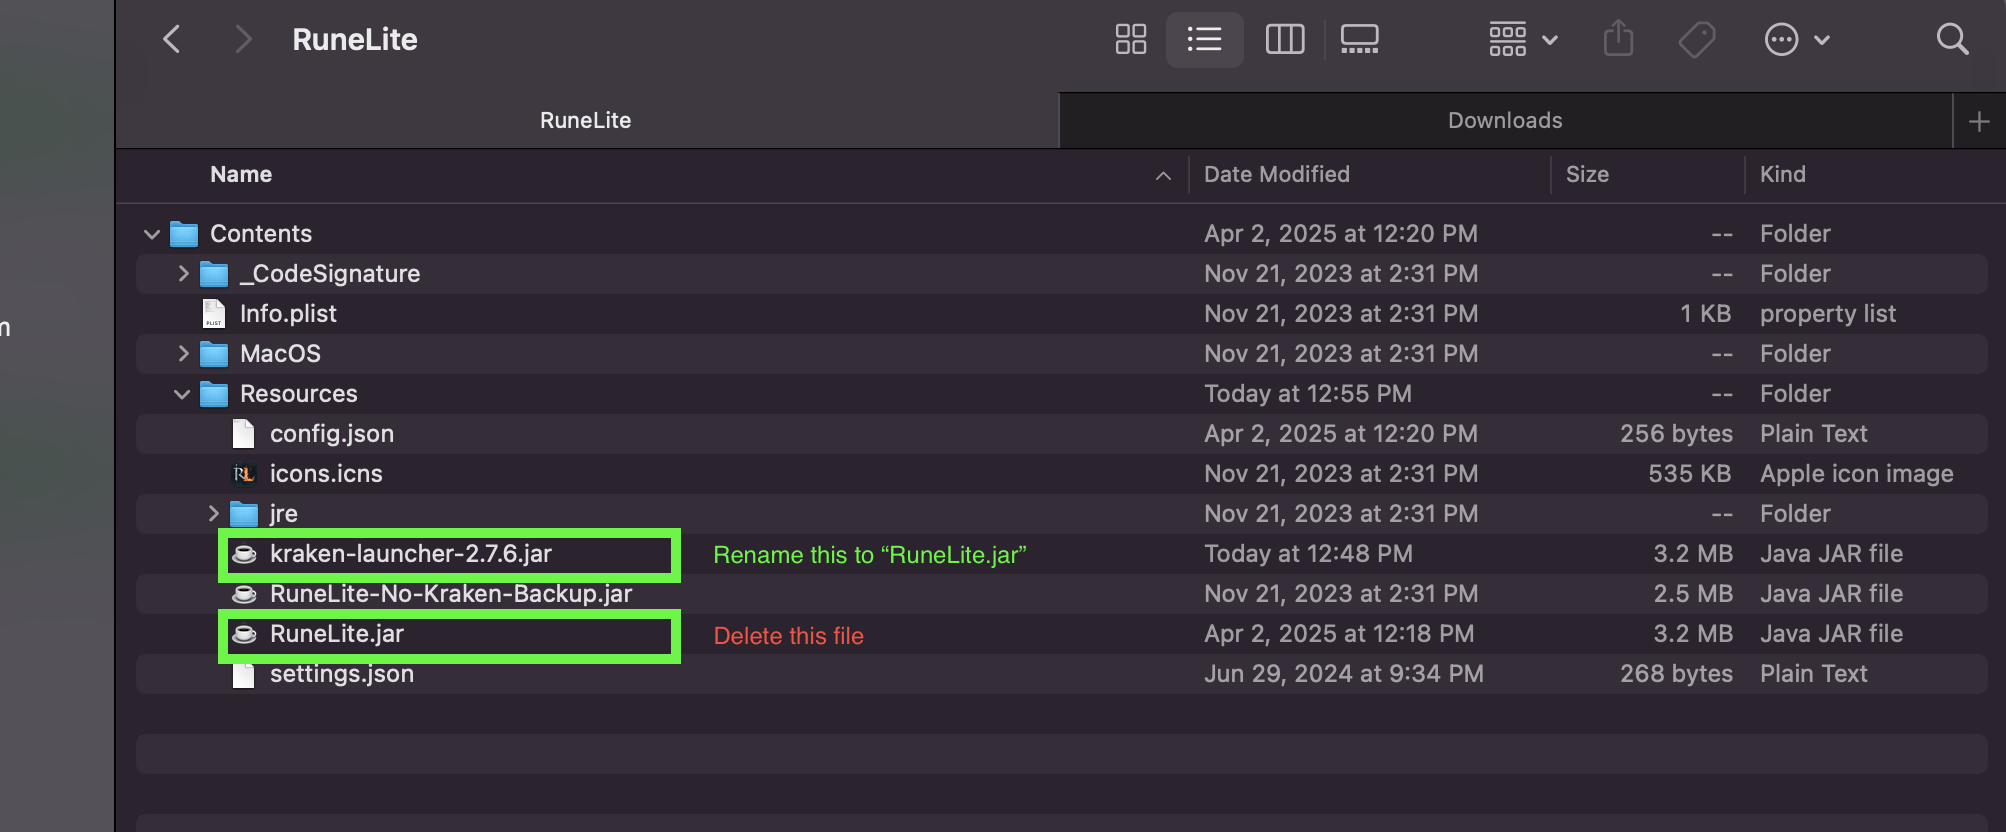 RuneLite
RuneLite Downloads
Name Date Modified Size Kind
Contents Apr 2, 2025 at 12:20 PM -- Folder
_CodeSignature Nov 21, 2023 at 2:31 PM -- Folder
Info.plist Nov 21, 2023 at 2:31 PM 1 KB property list
m
MacOS Nov 21, 2023 at 2:31 PM -- Folder
Resources Today at 12:55 PM -- Folder
config.json Apr 2, 2025 at 12:20 PM 256 bytes Plain Text
icons.icns Nov 21, 2023 at 2:31 PM 535 KB Apple icon image
jre Nov 21, 2023 at 2:31 PM -- Folder
kraken-launcher-2.7.6.jar Rename this to “RuneLite.jar” Today at 12:48 PM 3.2 MB Java JAR file
RuneLite-No-Kraken-Backup.jar Nov 21, 2023 at 2:31 PM 2.5 MB Java JAR file
RuneLite.jar Delete this file Apr 2, 2025 at 12:18 PM 3.2 MB Java JAR file
settings.json Jun 29, 2024 at 9:34 PM 268 bytes Plain Text